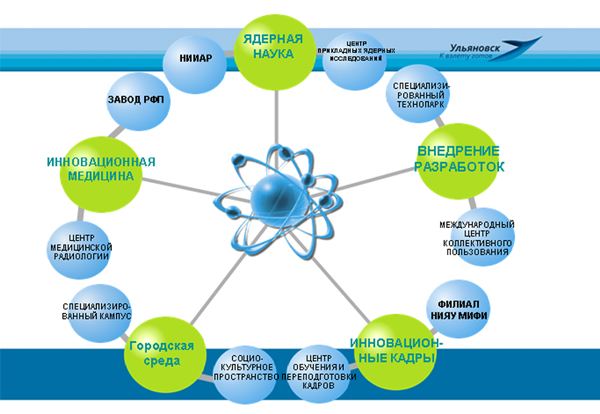 ЯДЕРНАЯ
НАУКА
НИИАР
ЦЕНТР
ПРИКЛАДНЫХ ЯДЕРНЫХ
ИССЛЕДОВАНИЙ
Ульяновск
К взлету готов
ЗАВОД РФП
СПЕЦИАЛИЗИ-
РОВАННЫЙ
ТЕХНОПАРК
ИННОВАЦИОННАЯ
МЕДИЦИНА
ВНЕДРЕНИЕ
РАЗРАБОТОК
ЦЕНТР
МЕДИЦИНСКОЙ
РАДИОЛОГИИ
МЕЖДУНАРОДНЫЙ
ЦЕНТР
КОЛЛЕКТИВНОГО
ПОЛЬЗОВАНИЯ
СПЕЦИАЛИЗИРО-
ВАННЫЙ КАМПУС
ФИЛИАЛ
НИЯУ МИФИ
Городская
среда
СОЦИО-
КУЛЬТУРНОЕ
ПРОСТРАНСТВО
ЦЕНТР
ОБУЧЕНИЯ И
ПЕРЕПОДГОТОВКИ
КАДРОВ
ИННОВАЦИОН-
НЫЕ КАДРЫ